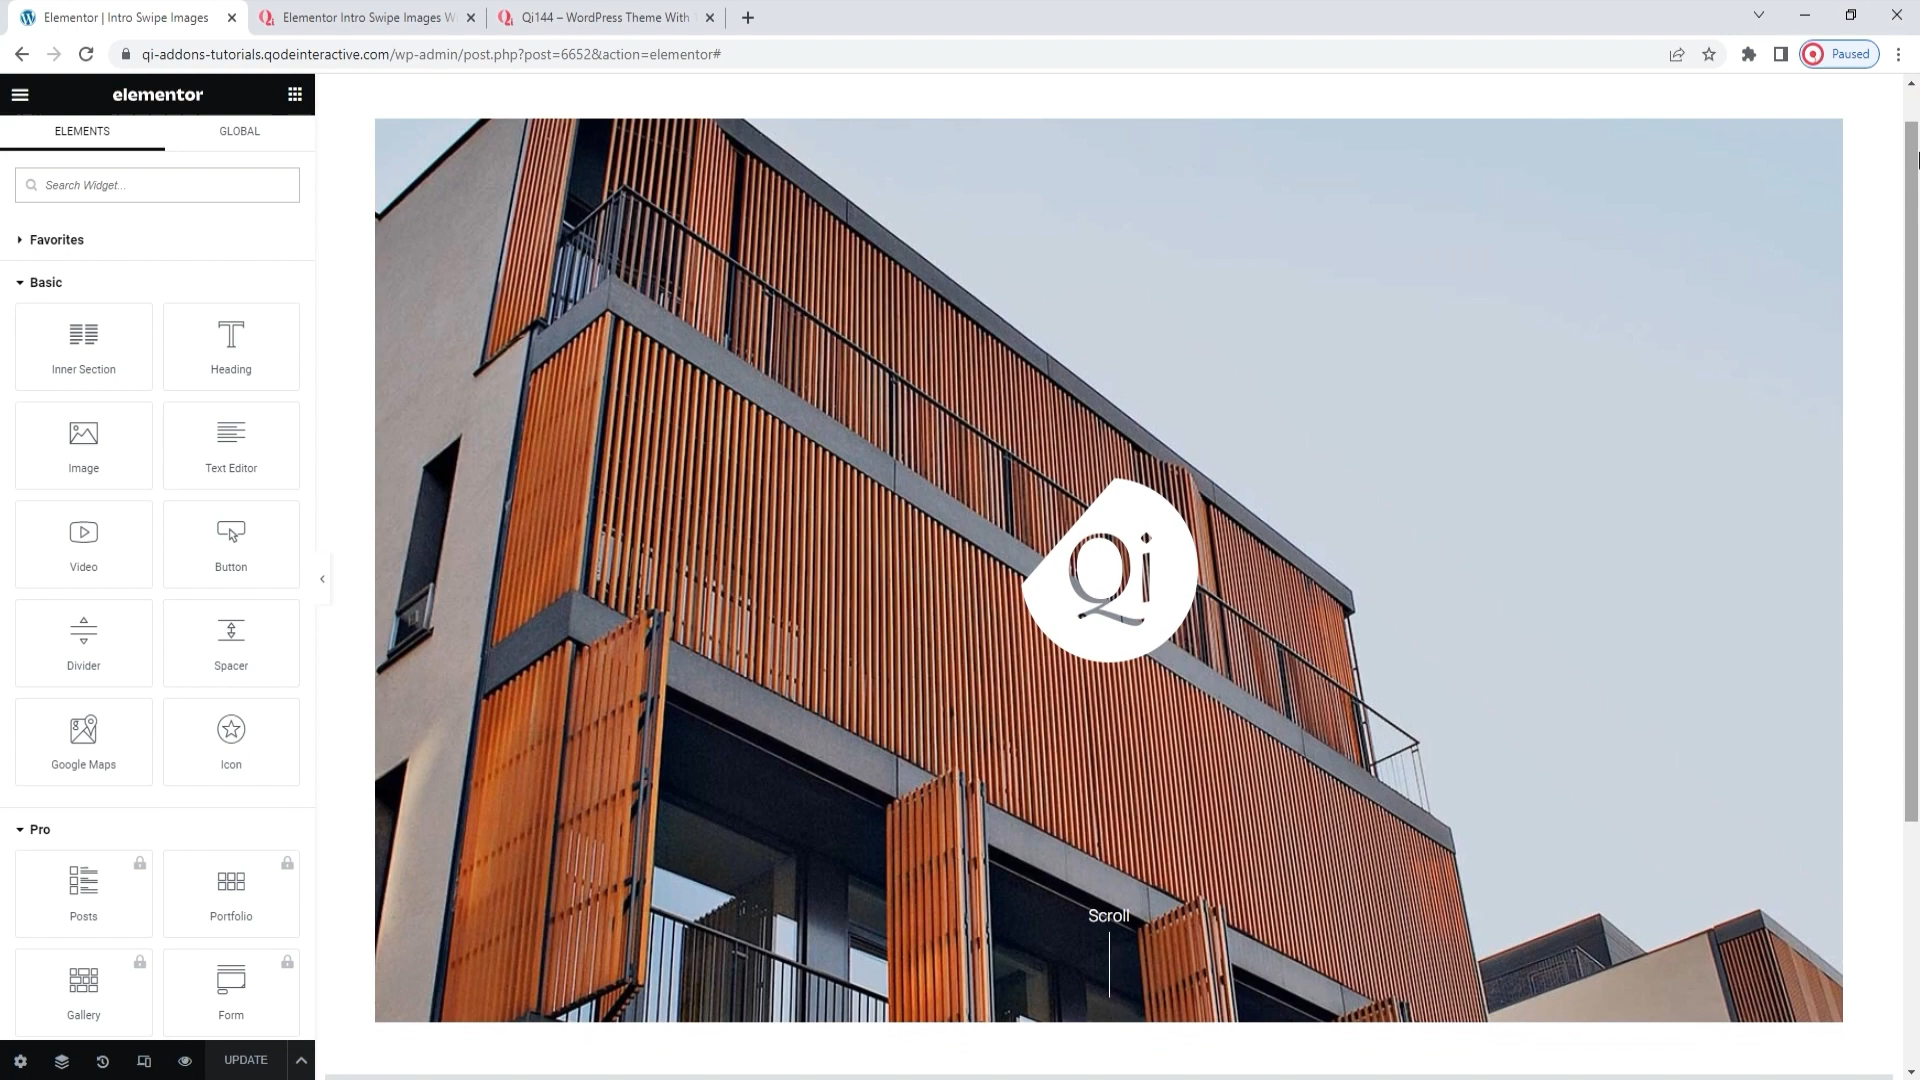 Elementor | Intro Swipe Images
Elementor Intro Swipe Images W
Qi144 – WordPress Theme With
qi-addons-tutorials.qodeinteractive.com/wp-admin/post.php?post=6652&action=elementor#
Paused
elementor
ELEMENTS
GLOBAL
Search Widget...
Favorites
Basic
Inner Section
Heading
Image
Text Editor
Video
Button
Divider
Spacer
Google Maps
Icon
Pro
Posts
Portfolio
Gallery
Form
UPDATE
Qi
Scroll